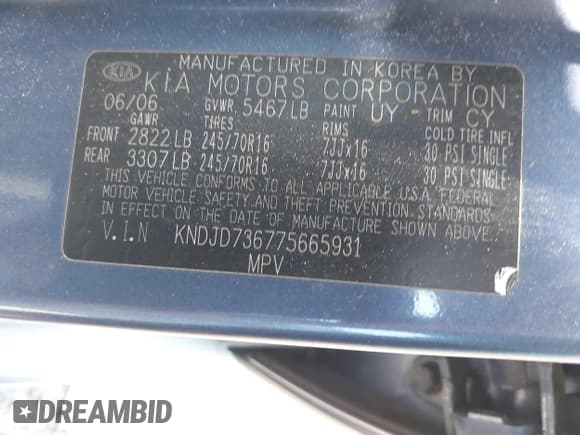 MANUFACTURED IN KOREA BY
KIA KIA MOTORS CORPORATION
06/06 GVWR 5467LB PAINT UY TRIM CY
GAWR TIRES RIMS COLD TIRE INFL
FRONT 2822LB 245/70R16 7JJx16 30 PSI SINGLE
REAR 3307LB 245/70R16 7JJx16 30 PSI SINGLE
THIS VEHICLE CONFORMS TO ALL APPLICABLE U.S.A. FEDERAL
MOTOR VEHICLE SAFETY AND THEFT PREVENTION STANDARDS
IN EFFECT ON THE DATE OF MANUFACTURE SHOWN ABOVE.
V.I.N KNDJD736775665931
MPV
DREAMBID